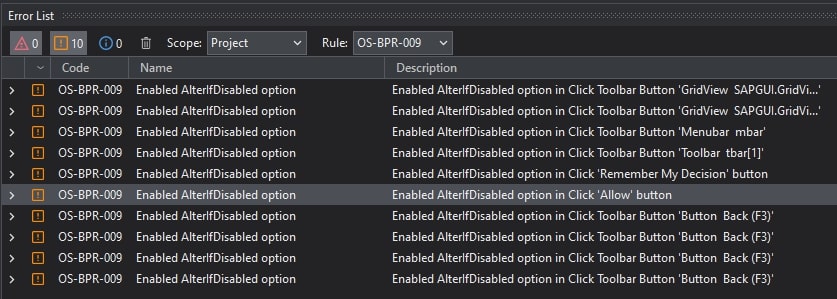 Error List
0 10 0 Scope: Project Rule: OS-BPR-009
Code Name Description
OS-BPR-009 Enabled AlterIfDisabled option Enabled AlterIfDisabled option in Click Toolbar Button 'GridView SAPGUI.GridVi...'
OS-BPR-009 Enabled AlterIfDisabled option Enabled AlterIfDisabled option in Click Toolbar Button 'GridView SAPGUI.GridVi...'
OS-BPR-009 Enabled AlterIfDisabled option Enabled AlterIfDisabled option in Click Toolbar Button 'Menubar mbar'
OS-BPR-009 Enabled AlterIfDisabled option Enabled AlterIfDisabled option in Click Toolbar Button 'Toolbar tbar[1]'
OS-BPR-009 Enabled AlterIfDisabled option Enabled AlterIfDisabled option in Click 'Remember My Decision' button
OS-BPR-009 Enabled AlterIfDisabled option Enabled AlterIfDisabled option in Click 'Allow' button
OS-BPR-009 Enabled AlterIfDisabled option Enabled AlterIfDisabled option in Click Toolbar Button 'Button Back (F3)'
OS-BPR-009 Enabled AlterIfDisabled option Enabled AlterIfDisabled option in Click Toolbar Button 'Button Back (F3)'
OS-BPR-009 Enabled AlterIfDisabled option Enabled AlterIfDisabled option in Click Toolbar Button 'Button Back (F3)'
OS-BPR-009 Enabled AlterIfDisabled option Enabled AlterIfDisabled option in Click Toolbar Button 'Button Back (F3)'